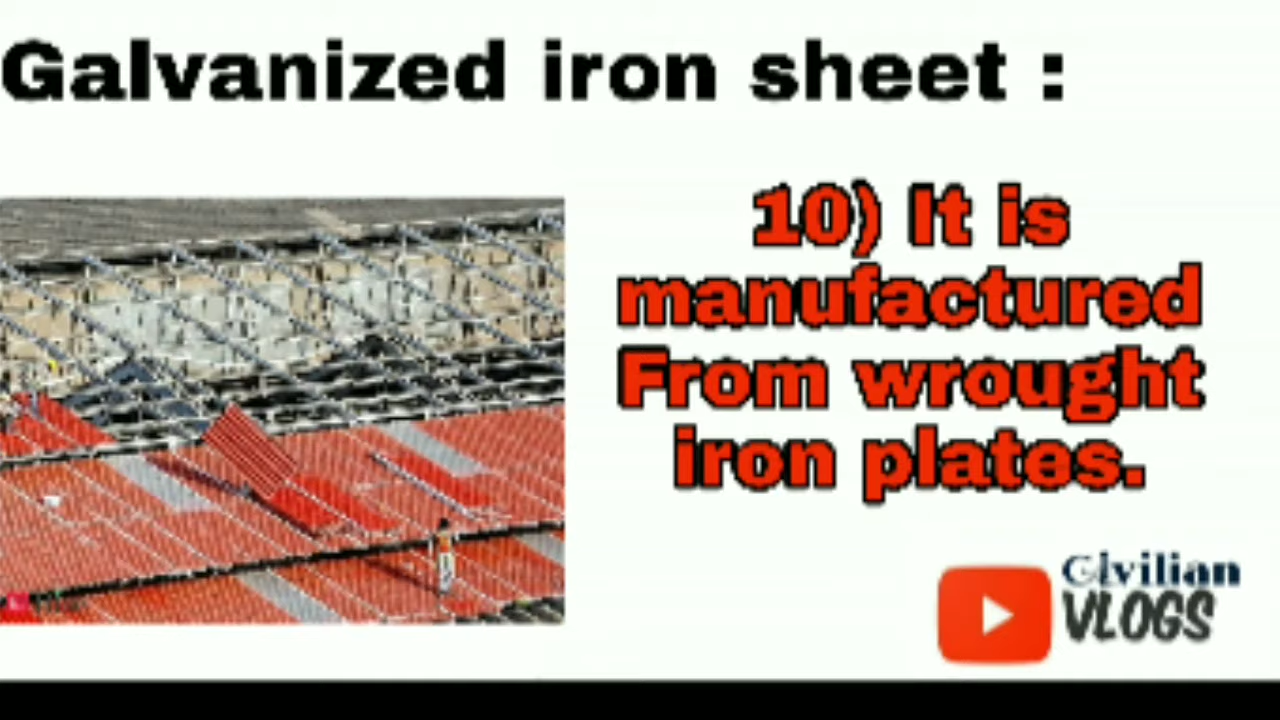 Galvanized iron sheet :
10) It is
manufactured
From wrought
iron plates.
Civilian
VLOGS